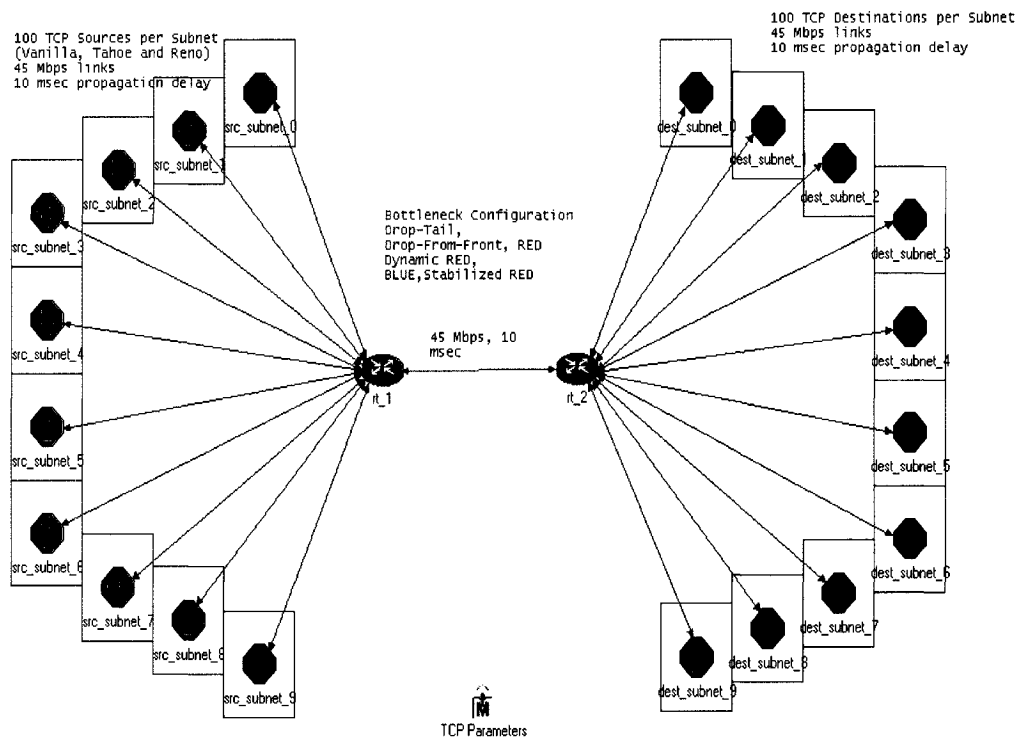 100 TCP Sources per Subnet
(Vanilla, Tahoe and Reno)
45 Mbps links
10 msec propagation delay
100 TCP Destinations per Subnet
45 Mbps links
10 msec propagation delay
src_subnet_0
src_subnet_1
src_subnet_2
src_subnet_3
src_subnet_4
src_subnet_5
src_subnet_6
src_subnet_7
src_subnet_8
src_subnet_9
Bottleneck Configuration
Drop-Tail,
Drop-From-Front, RED
Dynamic RED,
BLUE,Stabilized RED
45 Mbps, 10
msec
rt_1
rt_2
dest_subnet_0
dest_subnet_1
dest_subnet_2
dest_subnet_3
dest_subnet_4
dest_subnet_5
dest_subnet_6
dest_subnet_7
dest_subnet_8
dest_subnet_9
M
TCP Parameters